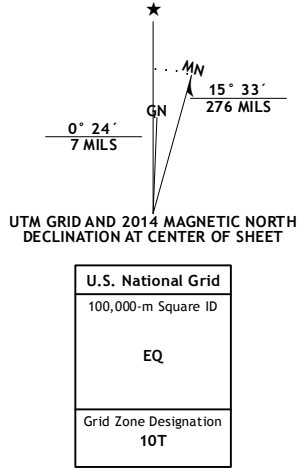 ★
MN
GN
15° 33´
276 MILS
0° 24´
7 MILS
UTM GRID AND 2014 MAGNETIC NORTH
DECLINATION AT CENTER OF SHEET
U.S. National Grid
100,000-m Square ID
EQ
Grid Zone Designation
10T